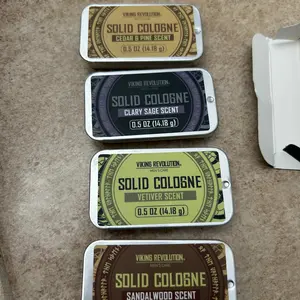 VIKING REVOLUTION
SOLID COLOGNE
CEDAR & PINE SCENT
0.5 OZ (14.18 g)
VIKING REVOLUTION
SOLID COLOGNE
CLARY SAGE SCENT
0.5 OZ (14.18 g)
VIKING REVOLUTION
SOLID COLOGNE
VETIVER SCENT
0.5 OZ (14.18 g)
VIKING REVOLUTION
SOLID COLOGNE
SANDALWOOD SCENT